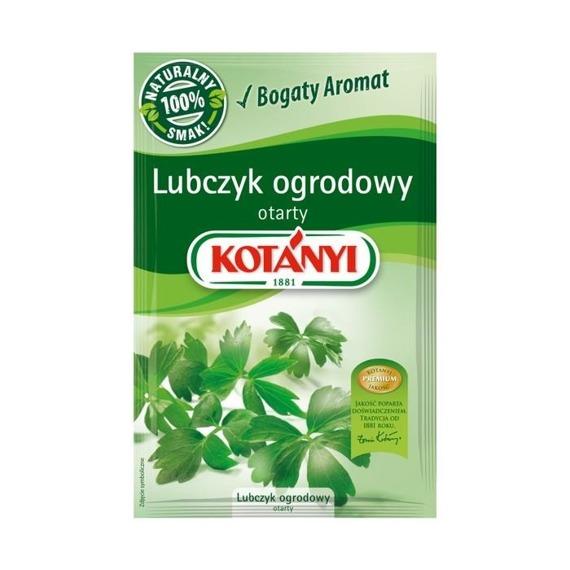 NATURALNY
100%
SMAK!
Bogaty Aromat
Lubczyk ogrodowy
otarty
KOTÁNYI
1881
KOTÁNYI
PREMIUM
JAKOŚĆ
JAKOŚĆ POPARTA
DOŚWIADCZENIEM.
TRADYCJA OD
1881 ROKU.
Zdjęcie symboliczne
Lubczyk ogrodowy
otarty